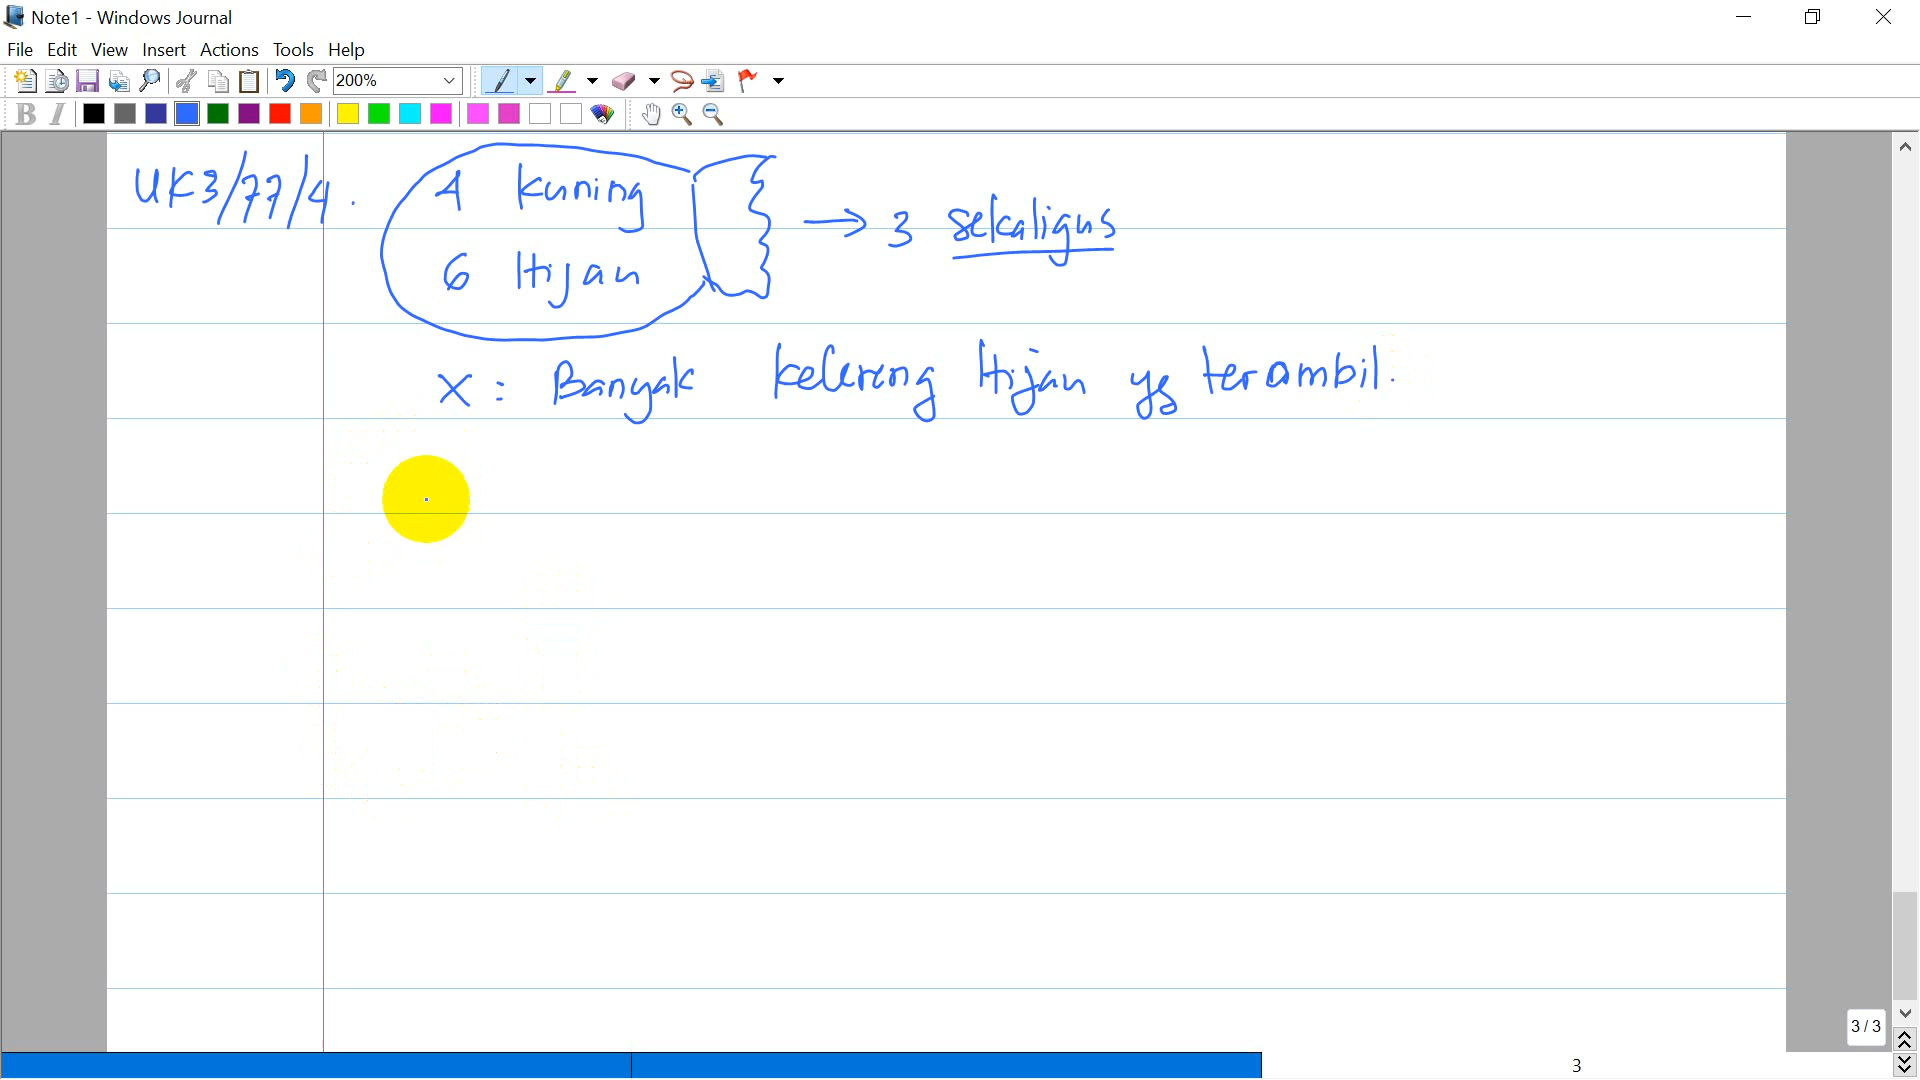 Note1 - Windows Journal
File Edit View Insert Actions Tools Help
200%
B I
UK3/77/4. 4 Kuning
6 Hijau
→ 3 sekaligus
X : Banyak kelereng Hijau yg terambil.
3 / 3
3